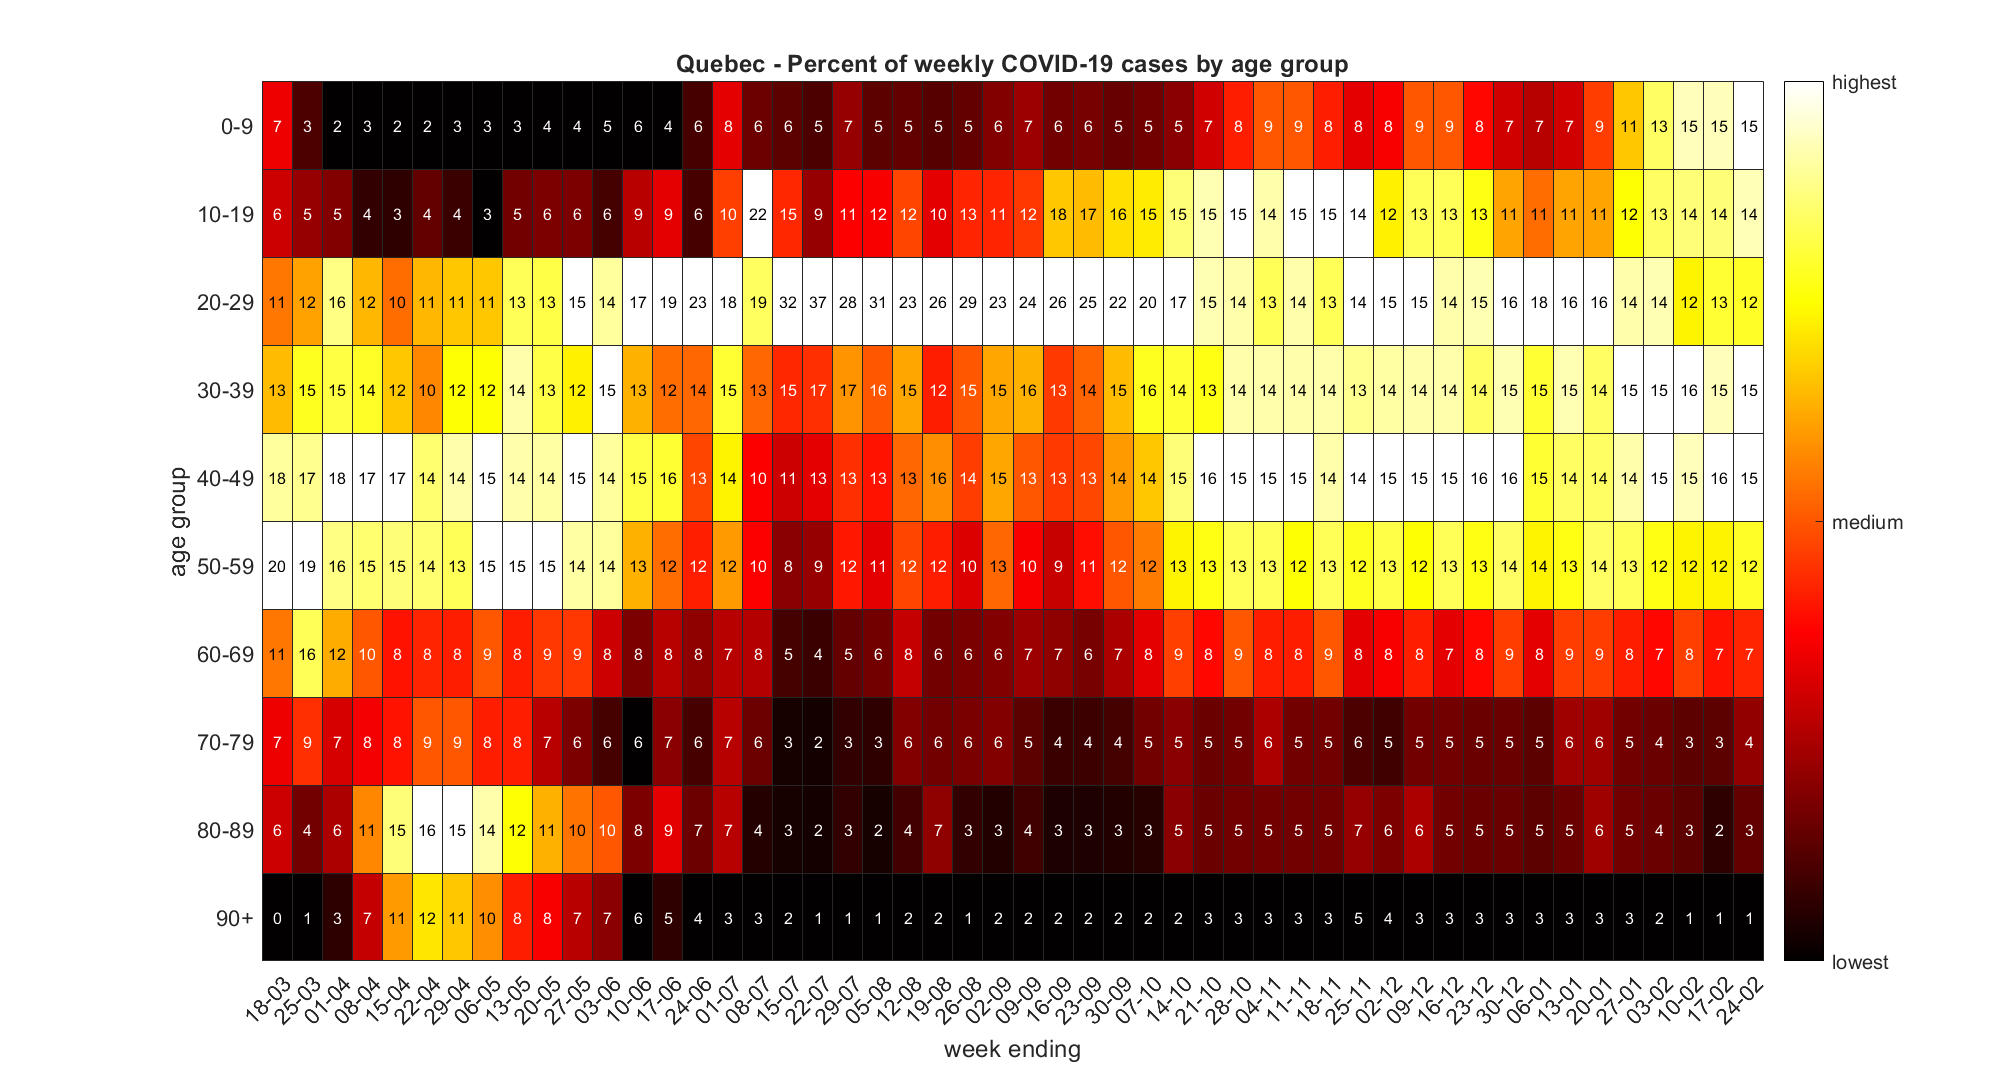 Quebec - Percent of weekly COVID-19 cases by age group
highest
0-9 7 3 2 3 2 2 3 3 3 4 4 5 6 4 6 8 6 6 5 7 5 5 5 5 6 7 6 6 5 5 5 7 8 9 9 8 8 8 9 9 8 7 7 7 9 11 13 15 15 15
10-19 6 5 5 4 3 4 4 3 5 6 6 6 9 9 6 10 22 15 9 11 12 12 10 13 11 12 18 17 16 15 15 15 15 14 15 15 14 12 13 13 13 11 11 11 11 12 13 14 14 14
20-29 11 12 16 12 10 11 11 11 13 13 15 14 17 19 23 18 19 32 37 28 31 23 26 29 23 24 26 25 22 20 17 15 14 13 14 13 14 15 15 14 15 16 18 16 16 14 14 12 13 12
30-39 13 15 15 14 12 10 12 12 14 13 12 15 13 12 14 15 13 15 17 17 16 15 12 15 15 16 13 14 15 16 14 13 14 14 14 14 13 14 14 14 14 15 15 15 14 15 15 16 15 15
40-49 18 17 18 17 17 14 14 15 14 14 15 14 15 16 13 14 10 11 13 13 13 13 16 14 15 13 13 13 14 14 15 16 15 15 15 14 14 15 15 15 16 16 15 14 14 14 15 15 16 15
50-59 20 19 16 15 15 14 13 15 15 15 14 14 13 12 12 12 10 8 9 12 11 12 12 10 13 10 9 11 12 12 13 13 13 13 12 13 12 13 12 13 13 14 14 13 14 13 12 12 12 12
60-69 11 16 12 10 8 8 8 9 8 9 9 8 8 8 8 7 8 5 4 5 6 8 6 6 6 7 7 6 7 8 9 8 9 8 8 9 8 8 8 7 8 9 8 9 9 8 7 8 7 7
70-79 7 9 7 8 8 9 9 8 8 7 6 6 6 7 6 7 6 3 2 3 3 6 6 6 6 5 4 4 4 5 5 5 5 6 5 5 6 5 5 5 5 5 5 6 6 5 4 3 3 4
80-89 6 4 6 11 15 16 15 14 12 11 10 10 8 9 7 7 4 3 2 3 2 4 7 3 3 4 3 3 3 3 5 5 5 5 5 5 7 6 6 5 5 5 5 5 6 5 4 3 2 3
90+ 0 1 3 7 11 12 11 10 8 8 7 7 6 5 4 3 3 2 1 1 1 2 2 1 2 2 2 2 2 2 2 3 3 3 3 3 5 4 3 3 3 3 3 3 3 3 2 1 1 1
age group
medium
lowest
18-03 25-03 01-04 08-04 15-04 22-04 29-04 06-05 13-05 20-05 27-05 03-06 10-06 17-06 24-06 01-07 08-07 15-07 22-07 29-07 05-08 12-08 19-08 26-08 02-09 09-09 16-09 23-09 30-09 07-10 14-10 21-10 28-10 04-11 11-11 18-11 25-11 02-12 09-12 16-12 23-12 30-12 06-01 13-01 20-01 27-01 03-02 10-02 17-02 24-02
week ending